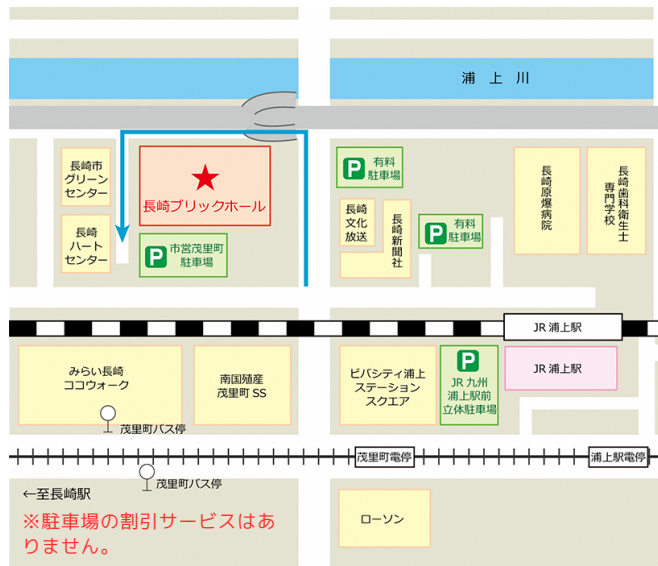 浦 上 川
長崎市
グリーン
センター
長崎ブリックホール
P
有料
駐車場
長崎原爆病院
長崎歯科衛生士
専門学校
長崎
ハート
センター
P
市営茂里町
駐車場
長崎
文化
放送
長崎新聞社
P
有料
駐車場
JR 浦上駅
みらい長崎
ココウォーク
南国殖産
茂里町 SS
ビバシティ浦上
ステーション
スクエア
P
JR 九州
浦上駅前
立体駐車場
JR 浦上駅
茂里町バス停
茂里町電停
浦上駅電停
茂里町バス停
←至長崎駅
※駐車場の割引サービスはあ
りません。
ローソン